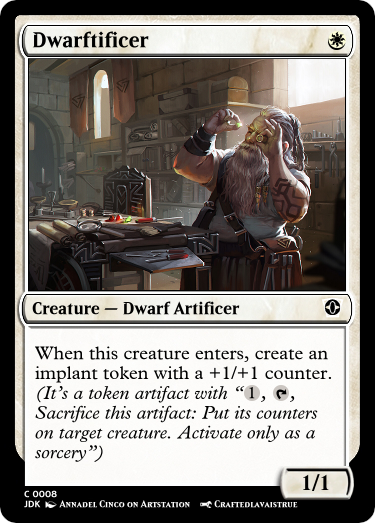 Dwarftificer
Creature — Dwarf Artificer
When this creature enters, create an
implant token with a +1/+1 counter.
(It's a token artifact with “1, T,
Sacrifice this artifact: Put its counters
on target creature. Activate only as a
sorcery”)
1/1
C 0008
JDK Annadel Cinco on Artstation Craftedlavaistrue